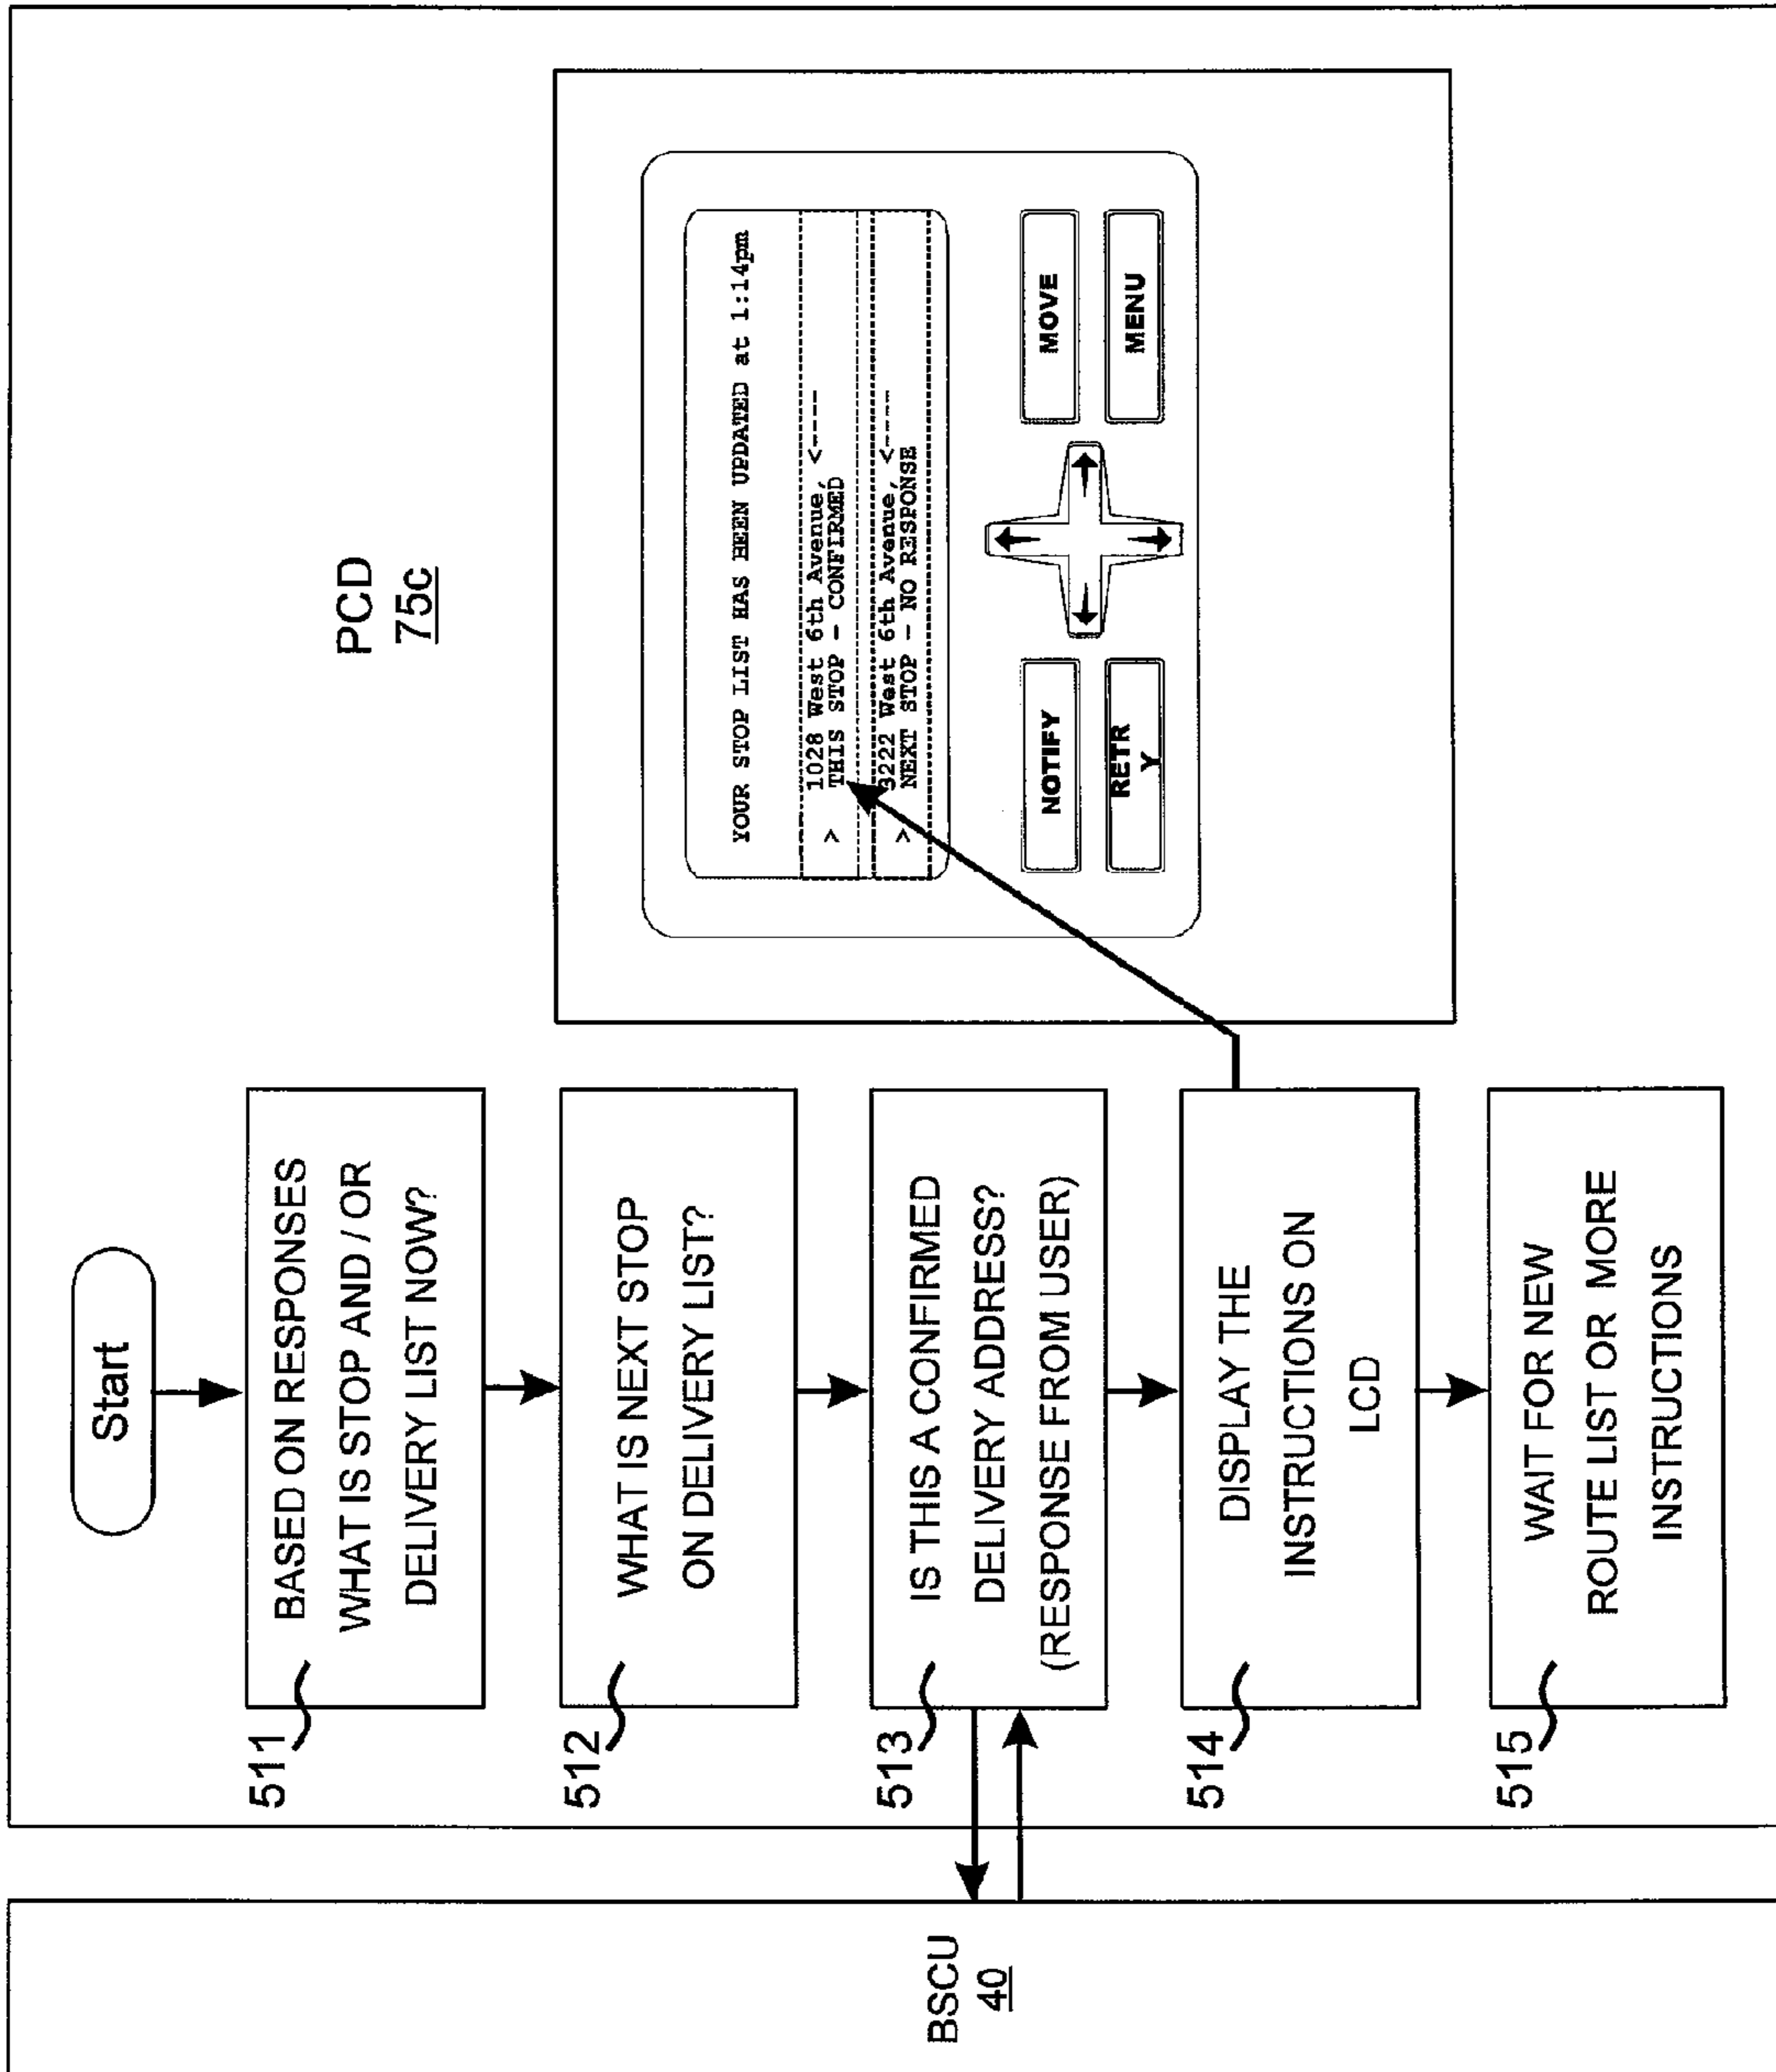 PCD
75c
Start
511
BASED ON RESPONSES
WHAT IS STOP AND / OR
DELIVERY LIST NOW?
512
WHAT IS NEXT STOP
ON DELIVERY LIST?
513
IS THIS A CONFIRMED
DELIVERY ADDRESS?
(RESPONSE FROM USER)
514
DISPLAY THE
INSTRUCTIONS ON
LCD
515
WAIT FOR NEW
ROUTE LIST OR MORE
INSTRUCTIONS
YOUR STOP LIST HAS HEEN UPDATED at 1:14pm
> 1028 West 6th Avenue, <----
THIS STOP - CONFIRMED
> 3222 West 6th Avenue, <----
NEXT STOP - NO RESPONSE
NOTIFY
MOVE
RETR
Y
MENU
BSCU
40